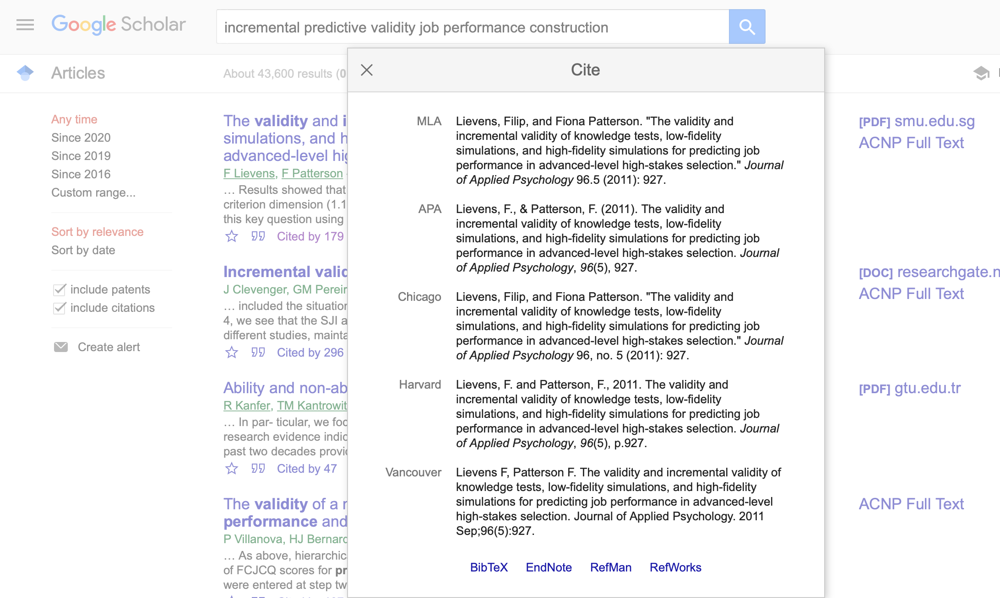 Google Scholar
incremental predictive validity job performance construction
Articles
About 43,600 results (0
Cite
Any time
Since 2020
Since 2019
Since 2016
Custom range...
Sort by relevance
Sort by date
include patents
include citations
Create alert
The validity and
simulations, and
advanced-level
F Lievens, F Patterson
… Results showed that
criterion dimension (1.1
this key question using
Cited by 179
Incremental
J Clevenger, GM
… included the
4, we see that the SJI
different studies,
Cited by 296
Ability and
R Kanfer, TM
… In par- ticular, we
research evidence
past two decades
Cited by 47
The validity of a
performance and
P Villanova, HJ
… As above,
of FCJCQ scores for
were entered at step
MLA
Lievens, Filip, and Fiona Patterson. "The validity and
incremental validity of knowledge tests, low-fidelity
simulations, and high-fidelity simulations for predicting job
performance in advanced-level high-stakes selection." Journal
of Applied Psychology 96.5 (2011): 927.
APA
Lievens, F., & Patterson, F. (2011). The validity and
incremental validity of knowledge tests, low-fidelity
simulations, and high-fidelity simulations for predicting job
performance in advanced-level high-stakes selection. Journal
of Applied Psychology, 96(5), 927.
Chicago
Lievens, Filip, and Fiona Patterson. "The validity and
incremental validity of knowledge tests, low-fidelity
simulations, and high-fidelity simulations for predicting job
performance in advanced-level high-stakes selection." Journal
of Applied Psychology 96, no. 5 (2011): 927.
Harvard
Lievens, F. and Patterson, F., 2011. The validity and
incremental validity of knowledge tests, low-fidelity
simulations, and high-fidelity simulations for predicting job
performance in advanced-level high-stakes selection. Journal
of Applied Psychology, 96(5), p.927.
Vancouver
Lievens F, Patterson F. The validity and incremental validity of
knowledge tests, low-fidelity simulations, and high-fidelity
simulations for predicting job performance in advanced-level
high-stakes selection. Journal of Applied Psychology. 2011
Sep;96(5):927.
BibTeX EndNote RefMan RefWorks
[PDF] smu.edu.sg
ACNP Full Text
[DOC] researchgate.n
ACNP Full Text
[PDF] gtu.edu.tr
ACNP Full Text